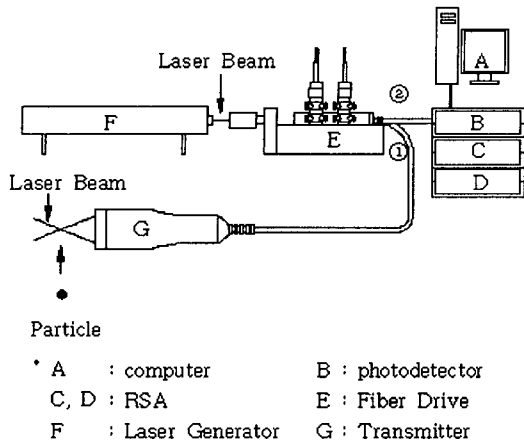 A
Laser Beam
②
F
E
B
①
C
Laser Beam
D
G
Particle
* A : computer B : photodetector
C, D : RSA E : Fiber Drive
F : Laser Generator G : Transmitter